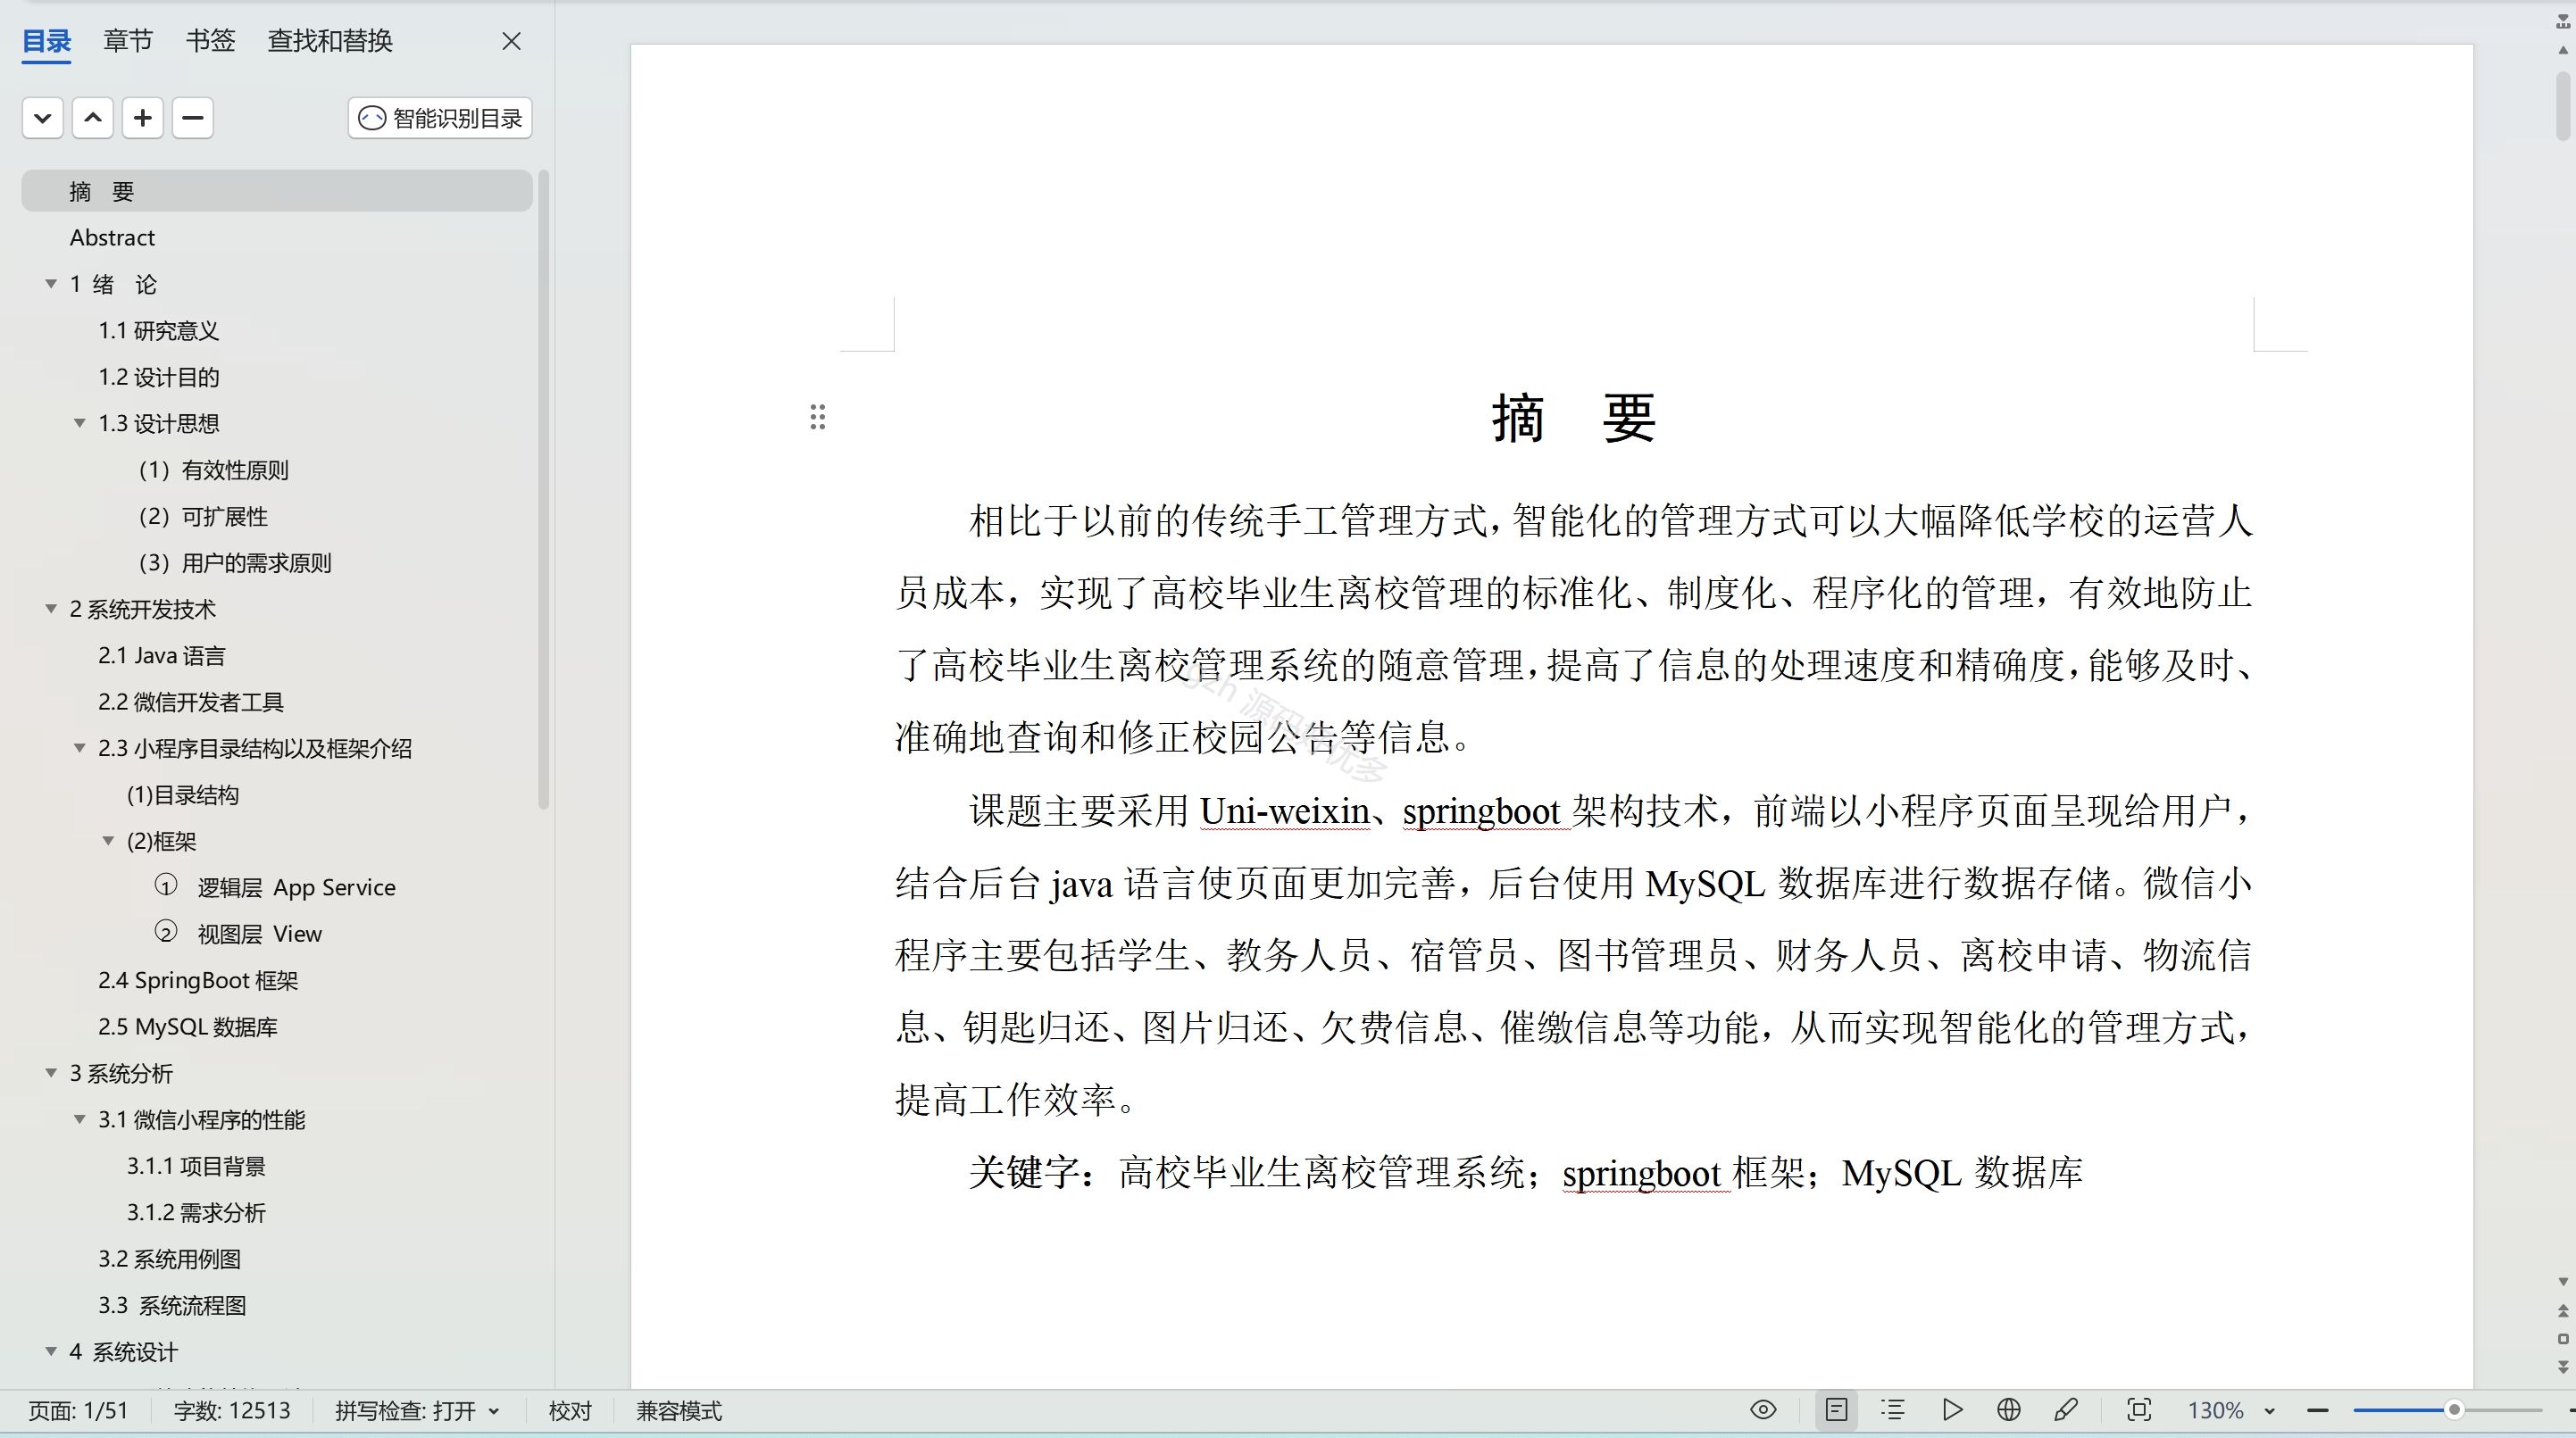 目录 章节 书签 查找和替换
智能识别目录
摘 要
Abstract
1 绪 论
1.1 研究意义
1.2 设计目的
1.3 设计思想
（1）有效性原则
（2）可扩展性
（3）用户的需求原则
2 系统开发技术
2.1 Java 语言
2.2 微信开发者工具
2.3 小程序目录结构以及框架介绍
(1)目录结构
(2)框架
① 逻辑层 App Service
② 视图层 View
2.4 SpringBoot 框架
2.5 MySQL 数据库
3 系统分析
3.1 微信小程序的性能
3.1.1 项目背景
3.1.2 需求分析
3.2 系统用例图
3.3 系统流程图
4 系统设计
摘 要
相比于以前的传统手工管理方式，智能化的管理方式可以大幅降低学校的运营人
员成本，实现了高校毕业生离校管理的标准化、制度化、程序化的管理，有效地防止
了高校毕业生离校管理系统的随意管理，提高了信息的处理速度和精确度，能够及时、
准确地查询和修正校园公告等信息。
课题主要采用 Uni-weixin、springboot 架构技术，前端以小程序页面呈现给用户，
结合后台 java 语言使页面更加完善，后台使用 MySQL 数据库进行数据存储。微信小
程序主要包括学生、教务人员、宿管员、图书管理员、财务人员、离校申请、物流信
息、钥匙归还、图片归还、欠费信息、催缴信息等功能，从而实现智能化的管理方式，
提高工作效率。
关键字：高校毕业生离校管理系统；springboot 框架；MySQL 数据库
页面: 1/51 字数: 12513 拼写检查: 打开 校对 兼容模式 130%